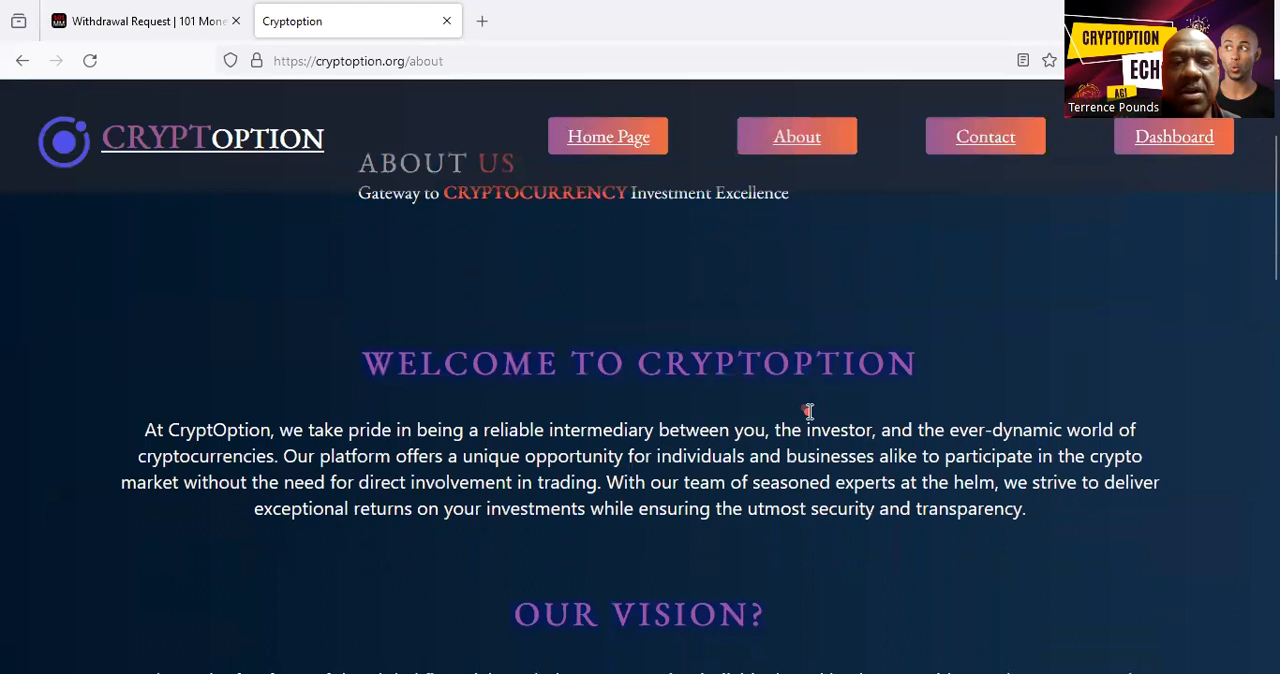 Withdrawal Request | 101 Mone
Cryptoption
https://cryptoption.org/about
CRYPTOPTION
ECH
AGI
Terrence Pounds
CRYPTOPTION
Home Page
About
Contact
Dashboard
ABOUT US
Gateway to CRYPTOCURRENCY Investment Excellence
WELCOME TO CRYPTOPTION
At CryptOption, we take pride in being a reliable intermediary between you, the investor, and the ever-dynamic world of
cryptocurrencies. Our platform offers a unique opportunity for individuals and businesses alike to participate in the crypto
market without the need for direct involvement in trading. With our team of seasoned experts at the helm, we strive to deliver
exceptional returns on your investments while ensuring the utmost security and transparency.
OUR VISION?